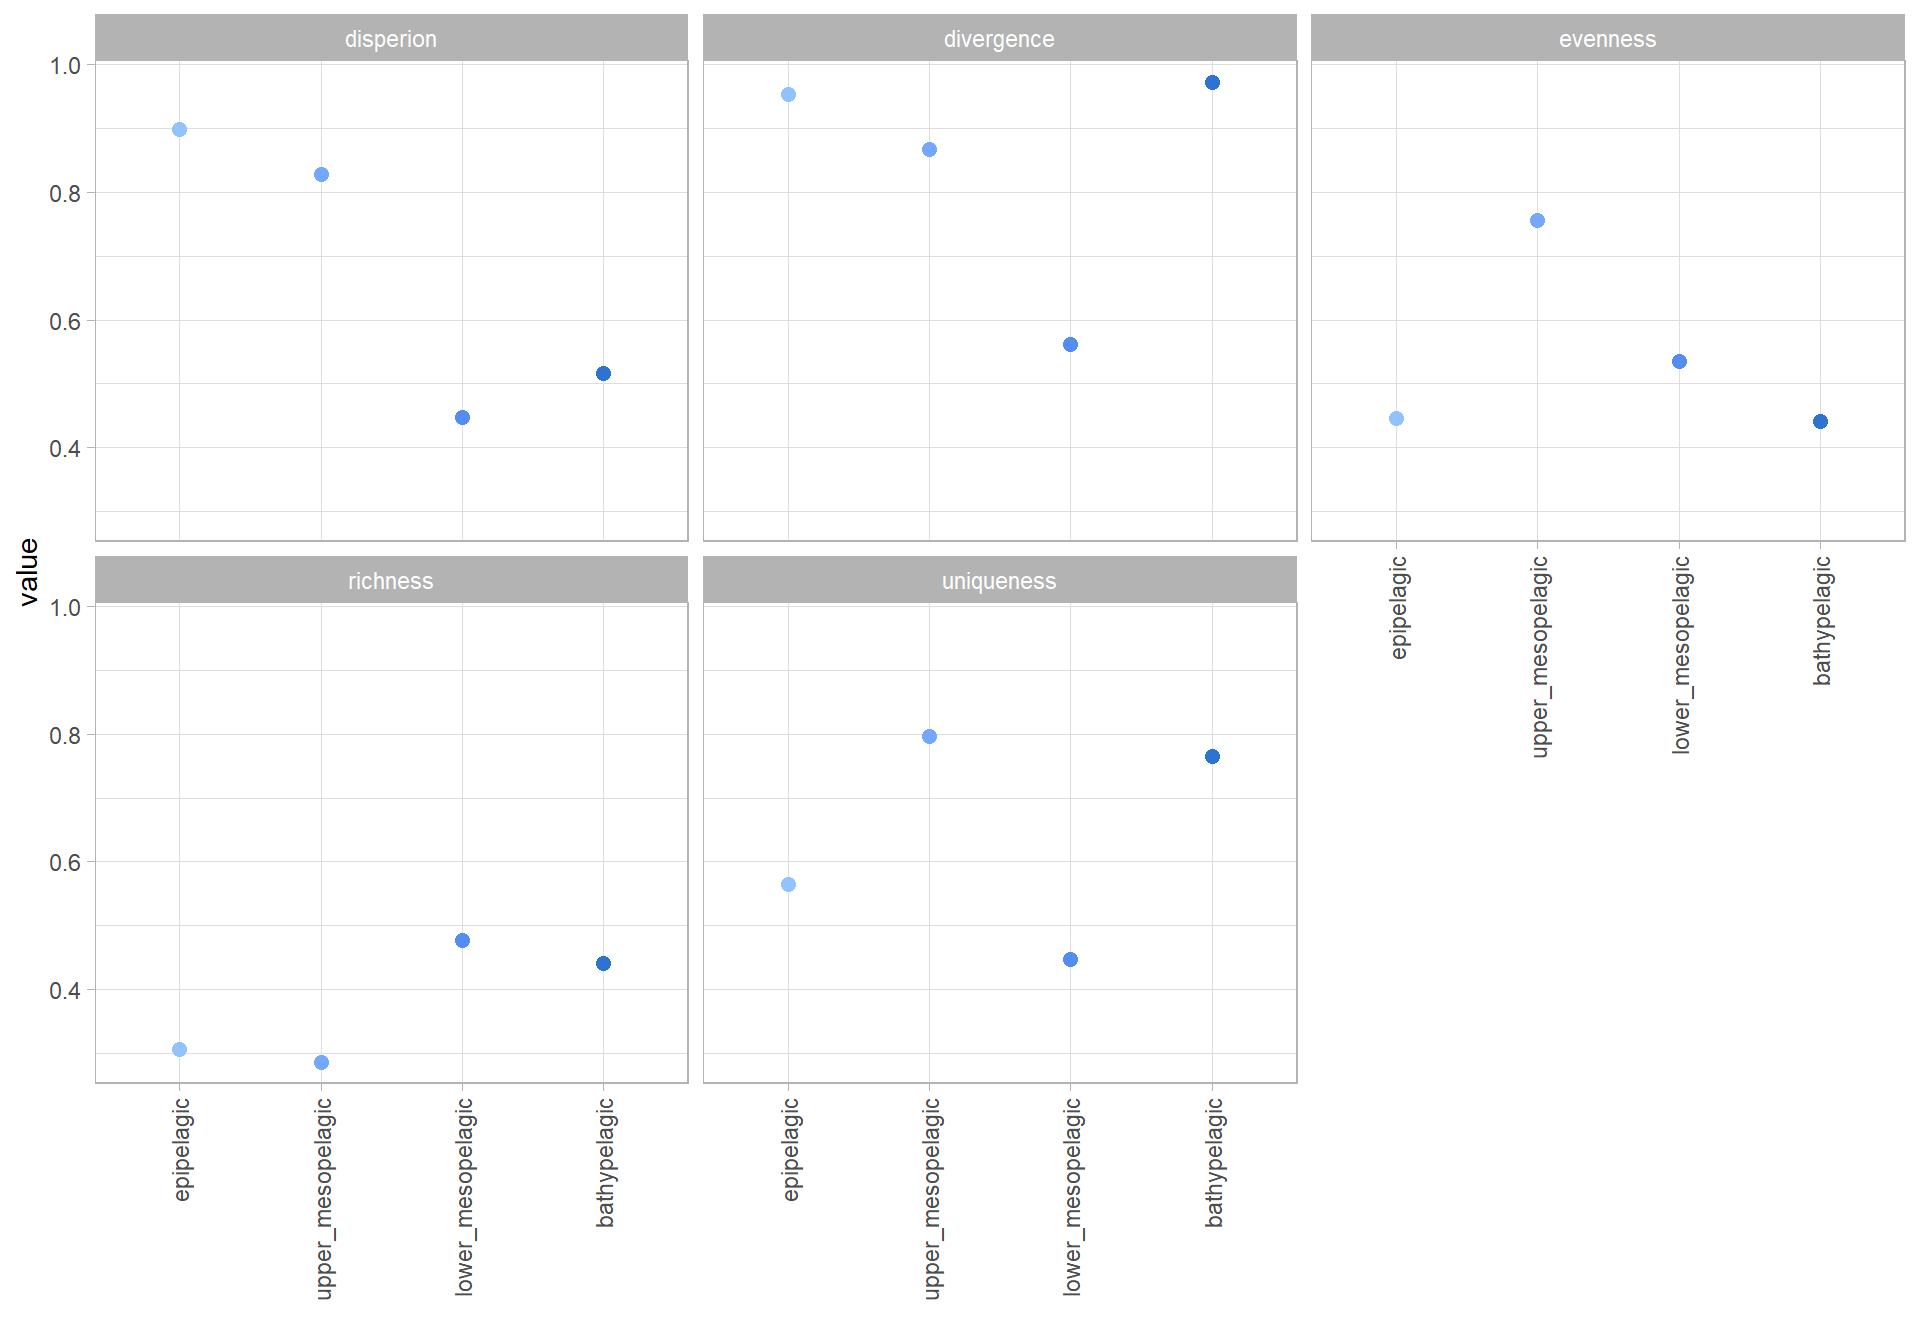 disperion
divergence
evenness
1.0
0.8
0.6
0.4
value
richness
uniqueness
epipelagic
upper_mesopelagic
lower_mesopelagic
bathypelagic
1.0
0.8
0.6
0.4
epipelagic
upper_mesopelagic
lower_mesopelagic
bathypelagic
epipelagic
upper_mesopelagic
lower_mesopelagic
bathypelagic